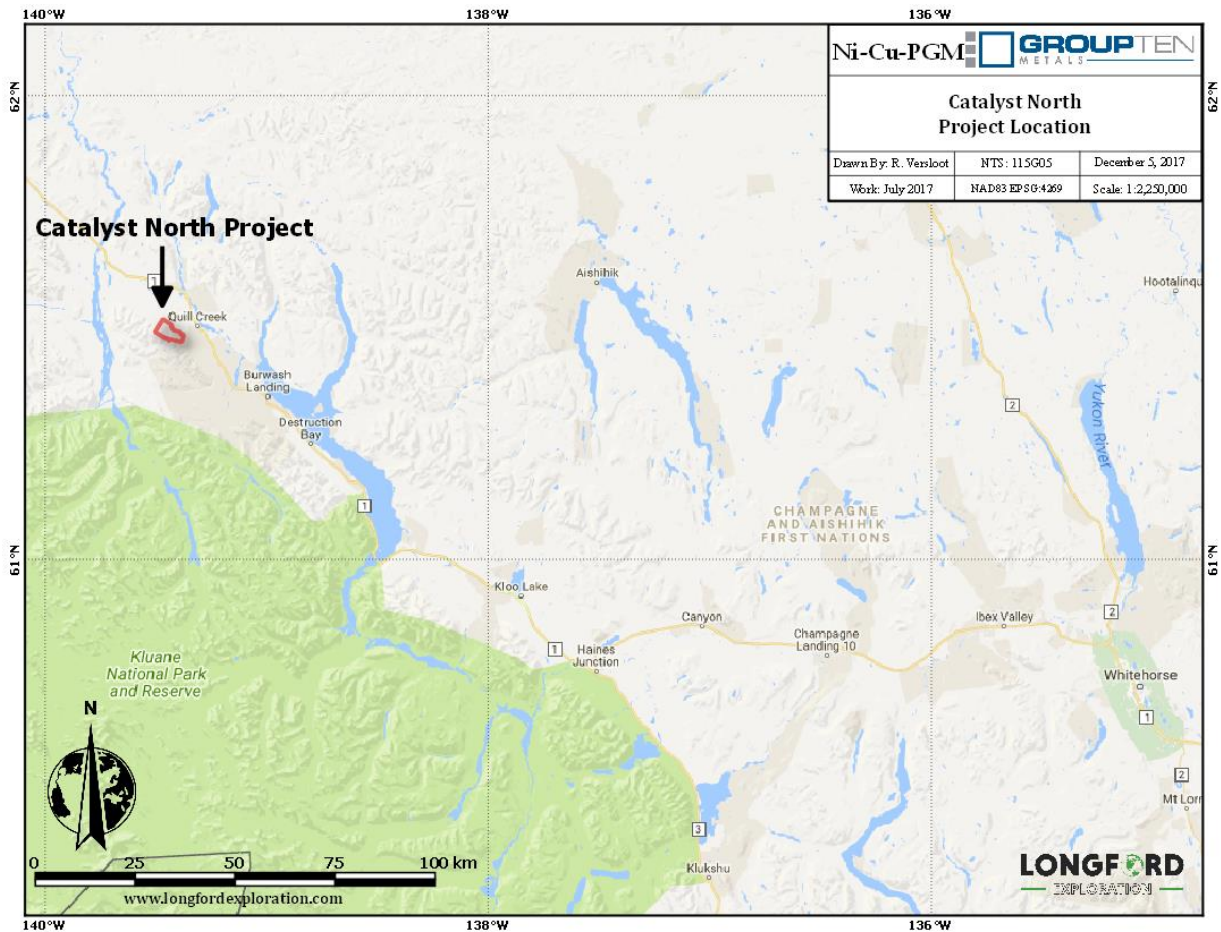 140°W
138°W
136°W
62°N
62°N
Ni-Cu-PGM
GROUP TEN
METALS
Catalyst North
Project Location
Drawn By: R. Versloot
NTS: 115G05
December 5, 2017
Work: July 2017
NAD83 EPSG:4269
Scale: 1:2,250,000
Catalyst North Project
1
Quill Creek
Aishihik
Hootalinqu
Burwash
Landing
Destruction
Bay
2
Yukon River
1
CHAMPAGNE
AND AISHIHIK
FIRST NATIONS
61°N
61°N
Kloo Lake
Canyon
Ibex Valley
2
Champagne
Landing 10
1
Haines
Junction
Kluane
National Park
and Reserve
Whitehorse
1
N
2
Mt Lorn
3
Klukshu
0
25
50
75
100 km
www.longfordexploration.com
LONGFORD
EXPLORATION
140°W
138°W
136°W